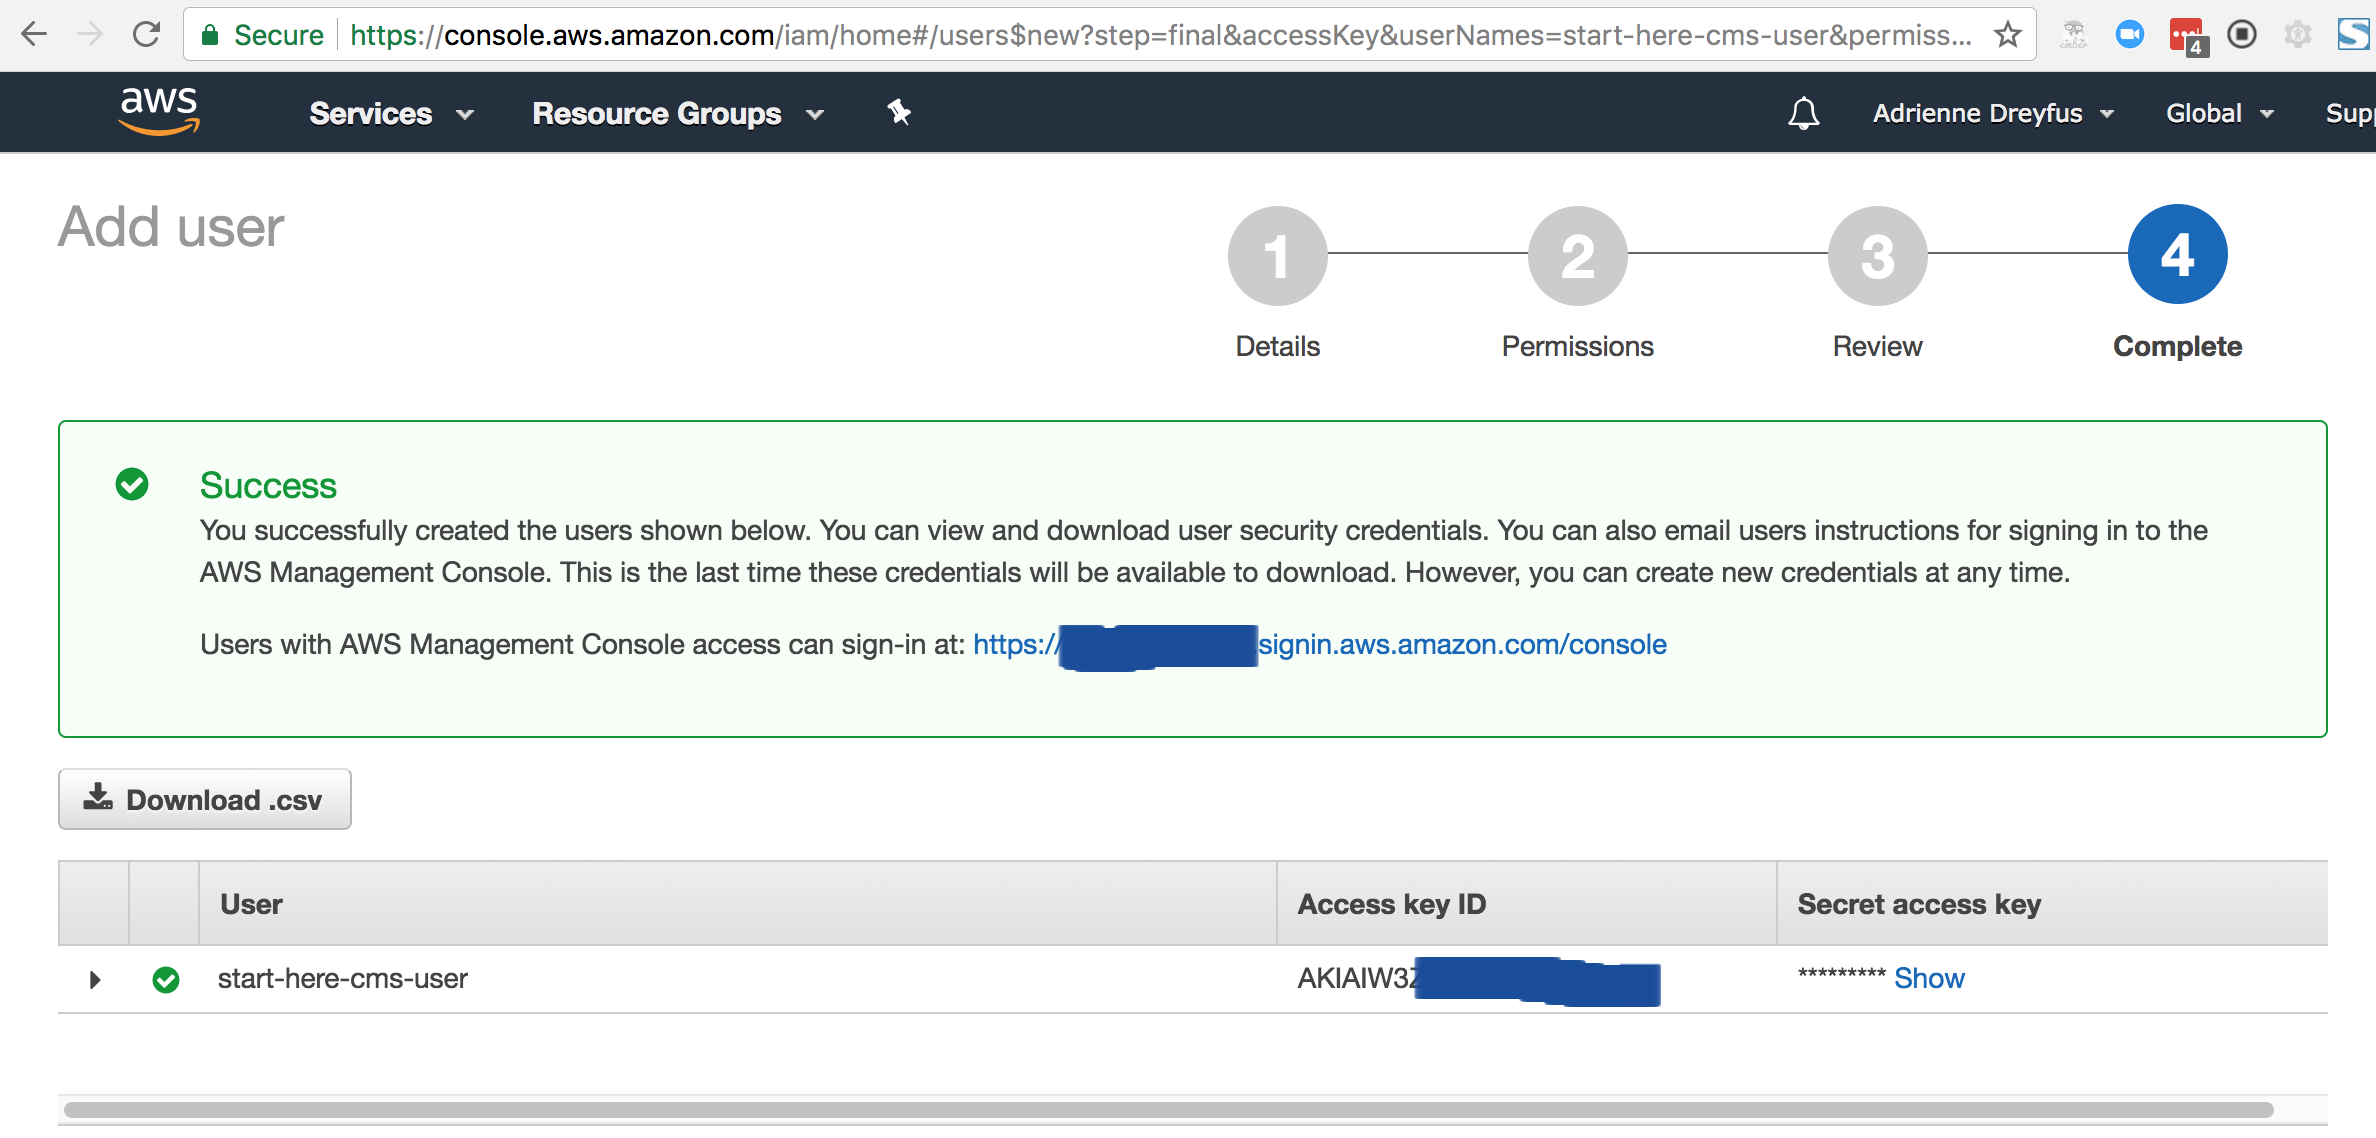 Secure https://console.aws.amazon.com/iam/home#/users$new?step=final&accessKey&userNames=start-here-cms-user&permiss... 4
aws Services Resource Groups Adrienne Dreyfus Global Supp
Add user
1 2 3 4
Details Permissions Review Complete
Success
You successfully created the users shown below. You can view and download user security credentials. You can also email users instructions for signing in to the
AWS Management Console. This is the last time these credentials will be available to download. However, you can create new credentials at any time.
Users with AWS Management Console access can sign-in at: https:// .signin.aws.amazon.com/console
Download .csv
User Access key ID Secret access key
start-here-cms-user AKIAIW3Z ********* Show